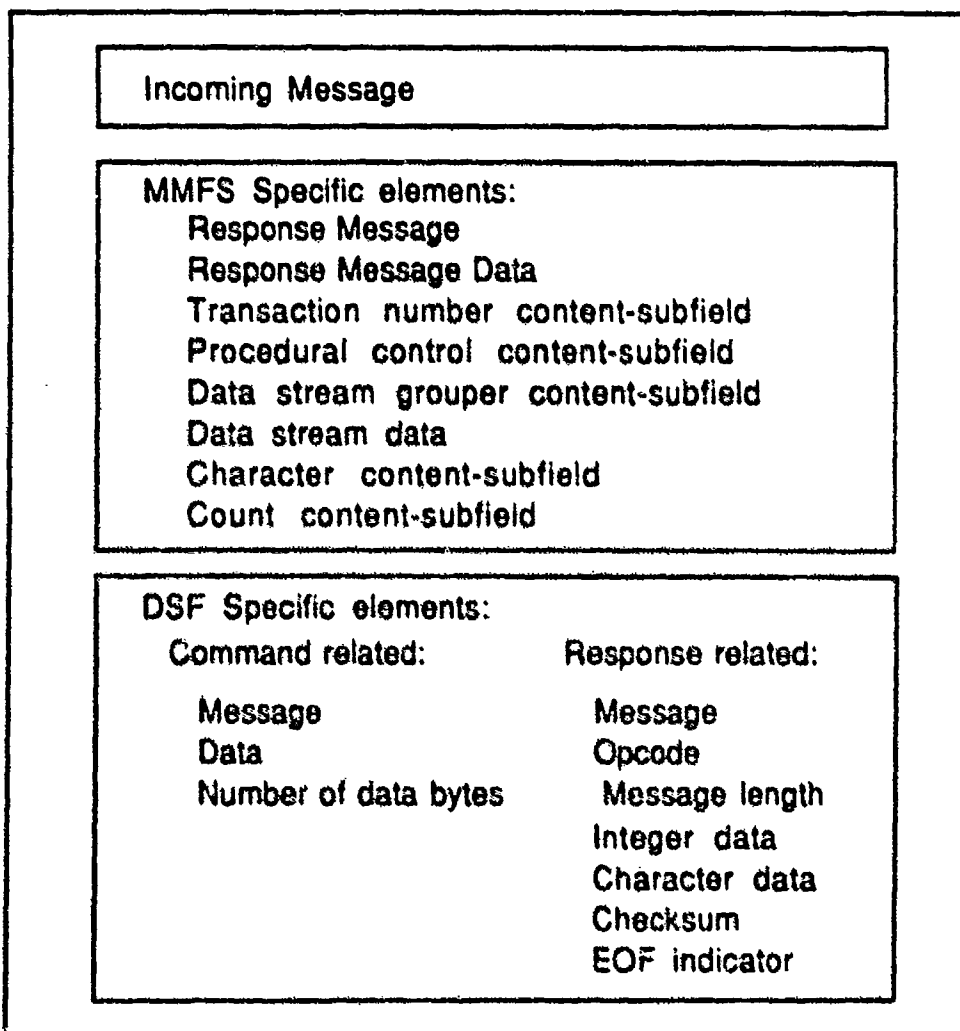 Incoming Message
MMFS Specific elements:
Response Message
Response Message Data
Transaction number content-subfield
Procedural control content-subfield
Data stream grouper content-subfield
Data stream data
Character content-subfield
Count content-subfield
DSF Specific elements:
Command related: Response related:
Message Message
Data Opcode
Number of data bytes Message length
Integer data
Character data
Checksum
EOF indicator